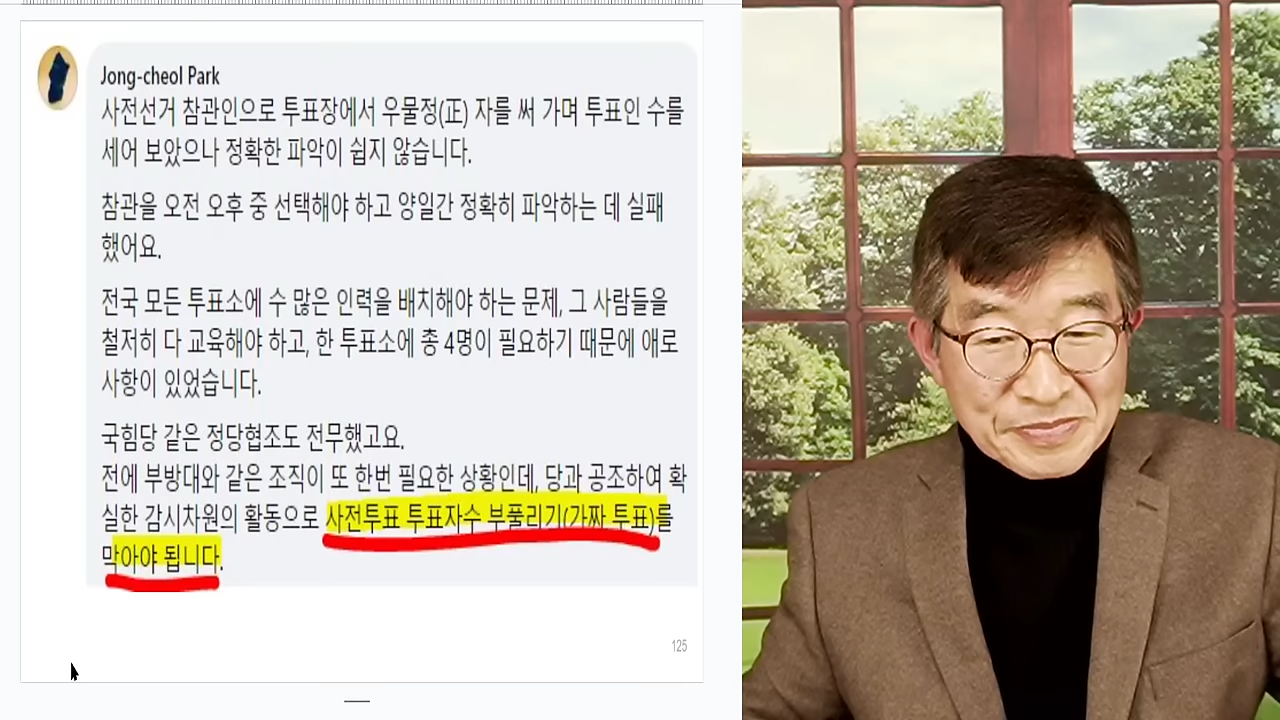 Jong-cheol Park
사전선거 참관인으로 투표장에서 우물정(正) 자를 써 가며 투표인 수를
세어 보았으나 정확한 파악이 쉽지 않습니다.
참관을 오전 오후 중 선택해야 하고 양일간 정확히 파악하는 데 실패
했어요.
전국 모든 투표소에 수 많은 인력을 배치해야 하는 문제, 그 사람들을
철저히 다 교육해야 하고, 한 투표소에 총 4명이 필요하기 때문에 애로
사항이 있었습니다.
국힘당 같은 정당협조도 전무했고요.
전에 부방대와 같은 조직이 또 한번 필요한 상황인데, 당과 공조하여 확
실한 감시차원의 활동으로 사전투표 투표자수 부풀리기(가짜 투표)를
막아야 됩니다.
125